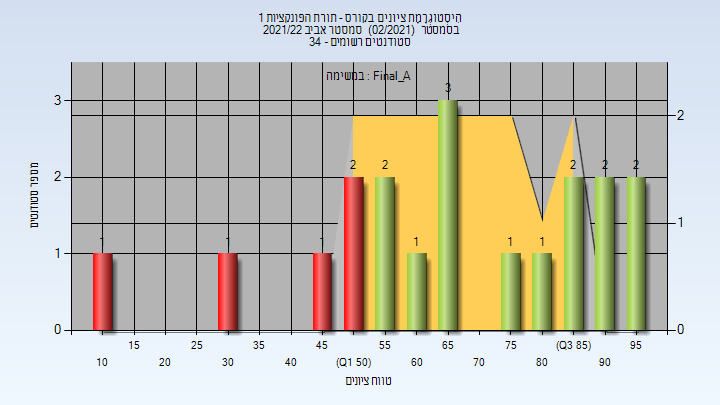 היסטוגרמת ציונים בקורס - תורת הפונקציות 1
בסמסטר (02/2021) סמסטר אביב 2021/22
סטודנטים רשומים - 34
במשימה : Final_A
מספר סטודנטים
3
2
1
0
2
1
0
1
1
1
2
2
1
3
1
1
2
2
2
15 25 35 45 55 65 75 (Q3 85) 95
10 20 30 40 (Q1 50) 60 70 80 90
טווח ציונים